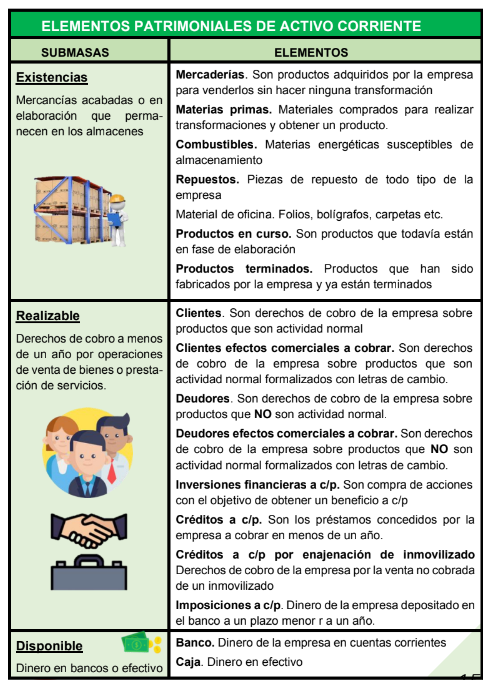 ELEMENTOS PATRIMONIALES DE ACTIVO CORRIENTE
SUBMASAS
ELEMENTOS
Existencias
Mercancías acabadas o en
elaboración que perma-
necen en los almacenes
Mercaderías. Son productos adquiridos por la empresa
para venderlos sin hacer ninguna transformación
Materias primas. Materiales comprados para realizar
transformaciones y obtener un producto.
Combustibles. Materias energéticas susceptibles de
almacenamiento
Repuestos. Piezas de repuesto de todo tipo de la
empresa
Material de oficina. Folios, bolígrafos, carpetas etc.
Productos en curso. Son productos que todavía están
en fase de elaboración
Productos terminados. Productos que han sido
fabricados por la empresa y ya están terminados
Realizable
Derechos de cobro a menos
de un año por operaciones
de venta de bienes o presta-
ción de servicios.
Clientes. Son derechos de cobro de la empresa sobre
productos que son actividad normal
Clientes efectos comerciales a cobrar. Son derechos
de cobro de la empresa sobre productos que son
actividad normal formalizados con letras de cambio.
Deudores. Son derechos de cobro de la empresa sobre
productos que NO son actividad normal.
Deudores efectos comerciales a cobrar. Son derechos
de cobro de la empresa sobre productos que NO son
actividad normal formalizados con letras de cambio.
Inversiones financieras a c/p. Son compra de acciones
con el objetivo de obtener un beneficio a c/p
Créditos a c/p. Son los préstamos concedidos por la
empresa a cobrar en menos de un año.
Créditos a c/p por enajenación de inmovilizado
Derechos de cobro de la empresa por la venta no cobrada
de un inmovilizado
Imposiciones a c/p. Dinero de la empresa depositado en
el banco a un plazo menor r a un año.
Disponible
Dinero en bancos o efectivo
Banco. Dinero de la empresa en cuentas corrientes
Caja. Dinero en efectivo